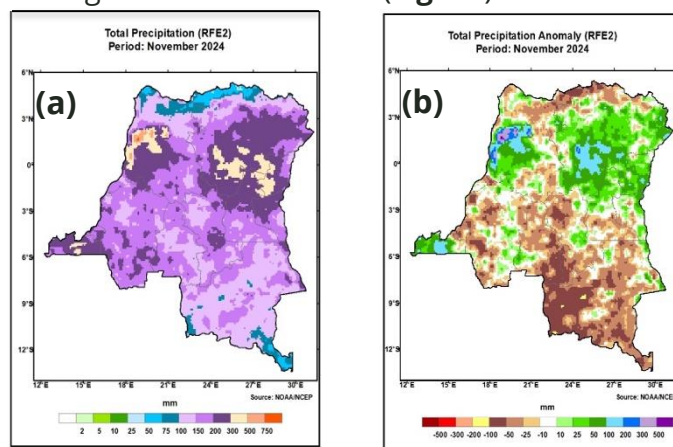 Total Precipitation (RFE2)
Period: November 2024
(a)
6°N
3°N
0°
3°S
6°S
9°S
12°S
12°E 15°E 18°E 21°E 24°E 27°E 30°E
Source: NOAA/NCEP
mm
2 5 10 25 50 75 100 150 200 300 500 750
Total Precipitation Anomaly (RFE2)
Period: November 2024
(b)
6°N
3°N
0°
3°S
6°S
9°S
12°S
12°E 15°E 18°E 21°E 24°E 27°E 30°E
Source: NOAA/NCEP
mm
-500 -300 -200 -100 -50 -25 -10 10 25 50 100 200 300 500